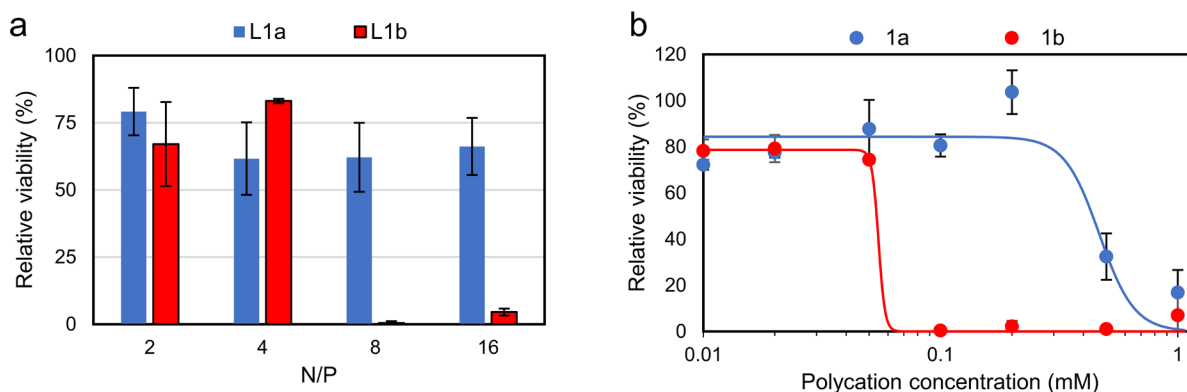 a
L1a L1b
Relative viability (%)
100
75
50
25
0
2 4 8 16
N/P
b
1a 1b
Relative viability (%)
120
100
80
60
40
20
0
0.01 0.1 1
Polycation concentration (mM)